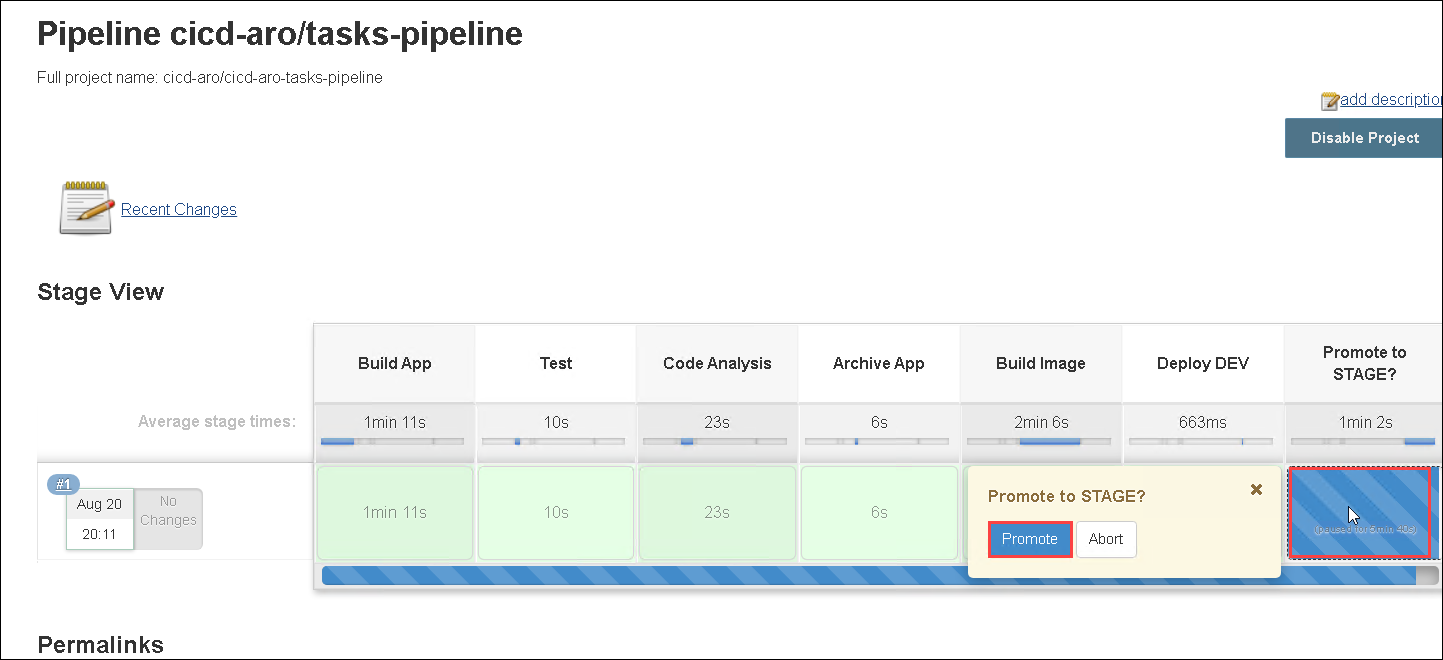 Pipeline cicd-aro/tasks-pipeline
Full project name: cicd-aro/cicd-aro-tasks-pipeline
add descriptio
Disable Project
Recent Changes
Stage View
Build App Test Code Analysis Archive App Build Image Deploy DEV Promote to STAGE?
Average stage times: 1min 11s 10s 23s 6s 2min 6s 663ms 1min 2s
#1
Aug 20
20:11
No
Changes
1min 11s 10s 23s 6s
Promote to STAGE?
Promote Abort
(paused for 5min 40s)
Permalinks